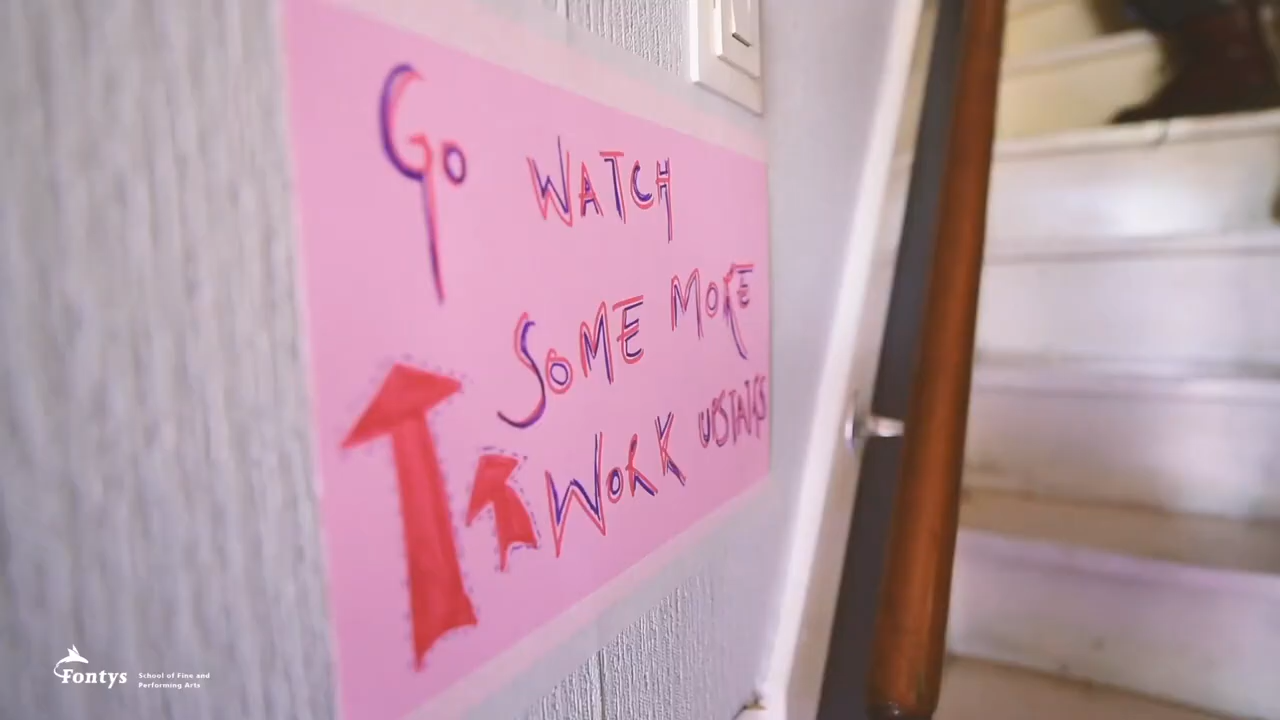 Go WATCH
SOME MORE
WORK UPSTAIRS
Fontys School of Fine and
Performing Arts